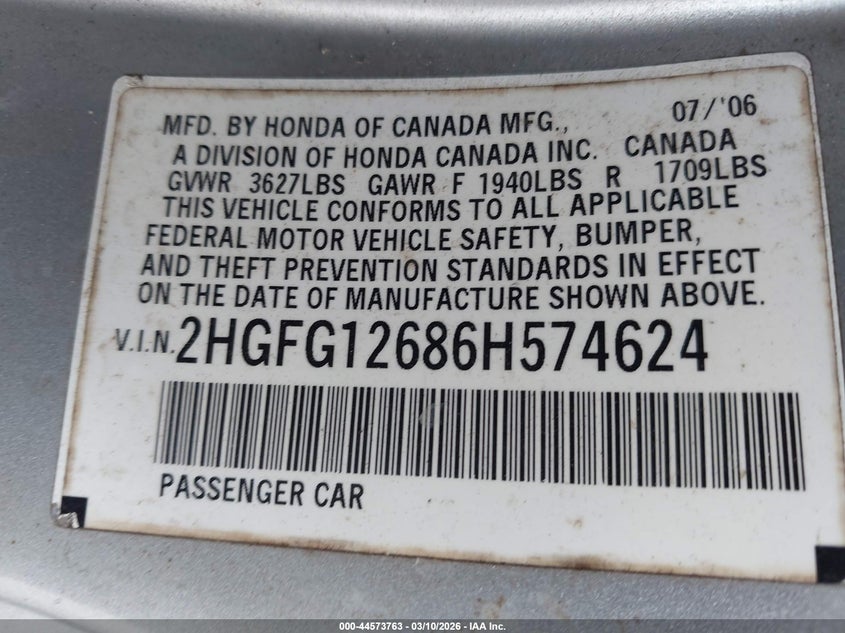 MFD. BY HONDA OF CANADA MFG., 07/'06
A DIVISION OF HONDA CANADA INC. CANADA
GVWR 3627LBS GAWR F 1940LBS R 1709LBS
THIS VEHICLE CONFORMS TO ALL APPLICABLE
FEDERAL MOTOR VEHICLE SAFETY, BUMPER,
AND THEFT PREVENTION STANDARDS IN EFFECT
ON THE DATE OF MANUFACTURE SHOWN ABOVE.
V.I.N. 2HGFG12686H574624
PASSENGER CAR
000-44573763 - 03/10/2026 - IAA Inc.